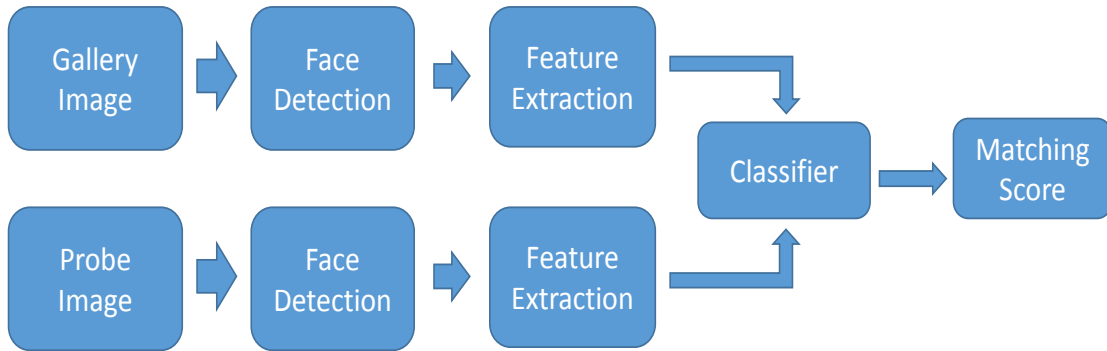 Gallery
Image
Face
Detection
Feature
Extraction
Classifier
Matching
Score
Probe
Image
Face
Detection
Feature
Extraction